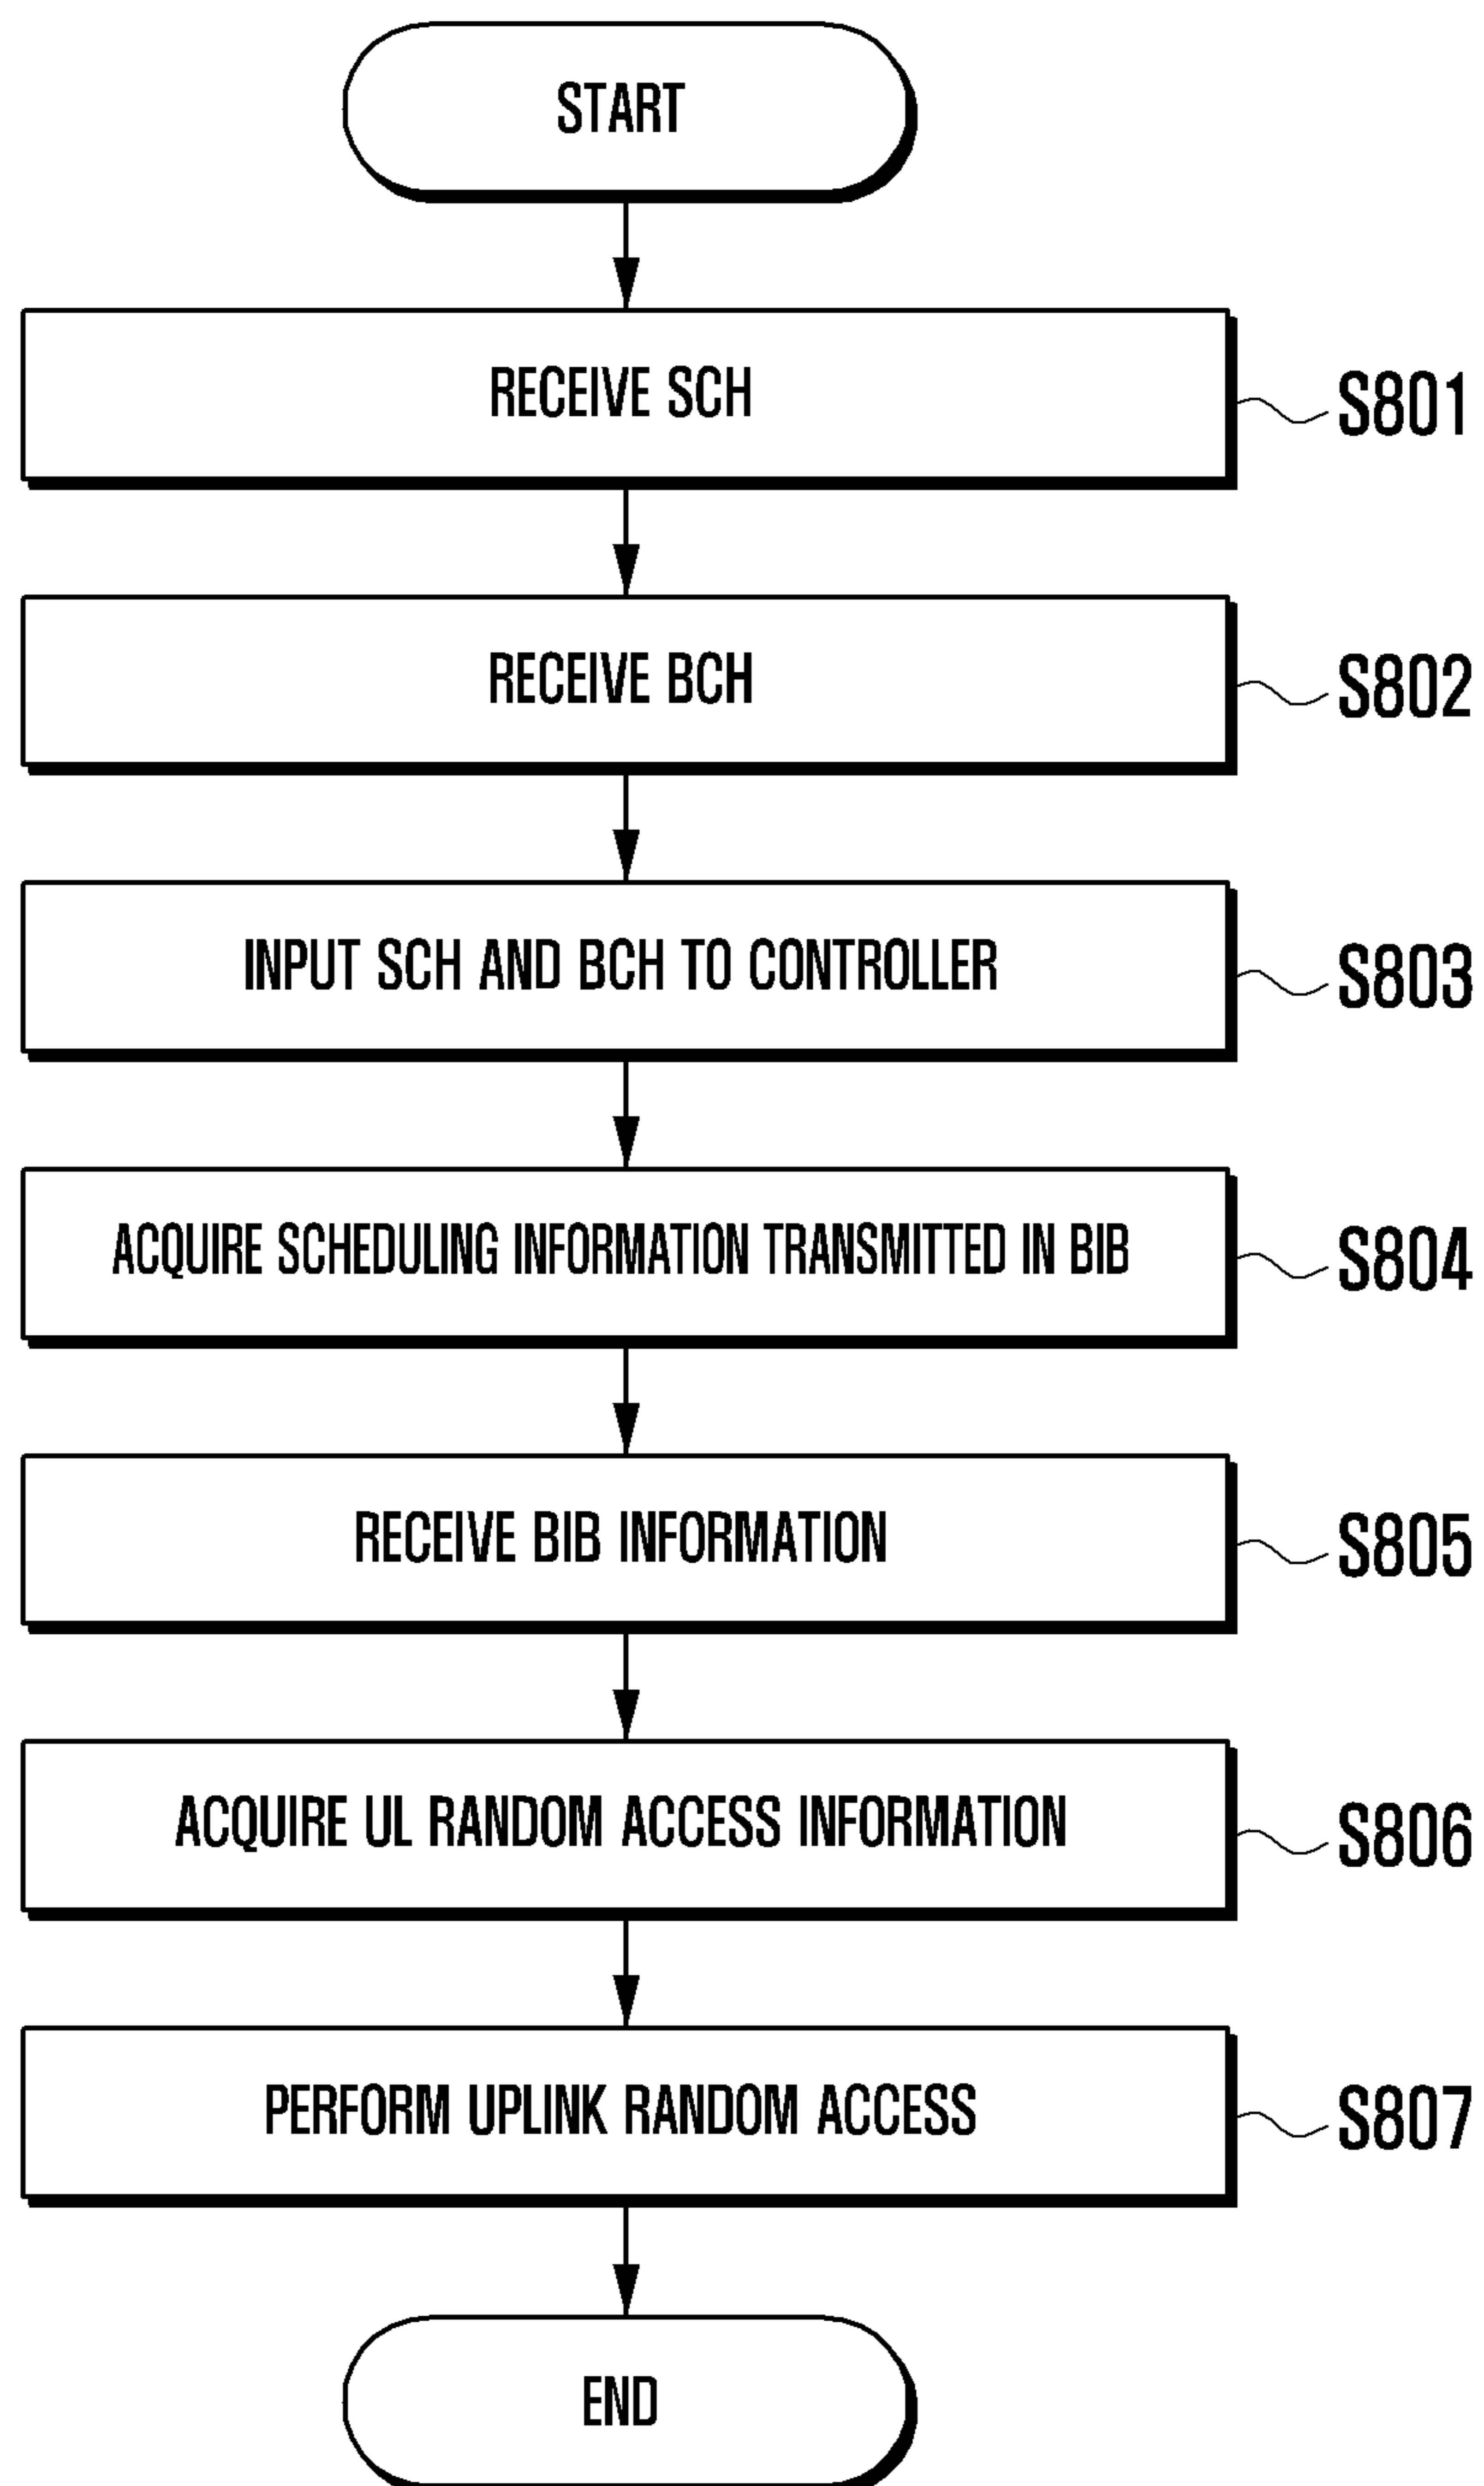 START
RECEIVE SCH
S801
RECEIVE BCH
S802
INPUT SCH AND BCH TO CONTROLLER
S803
ACQUIRE SCHEDULING INFORMATION TRANSMITTED IN BIB
S804
RECEIVE BIB INFORMATION
S805
ACQUIRE UL RANDOM ACCESS INFORMATION
S806
PERFORM UPLINK RANDOM ACCESS
S807
END